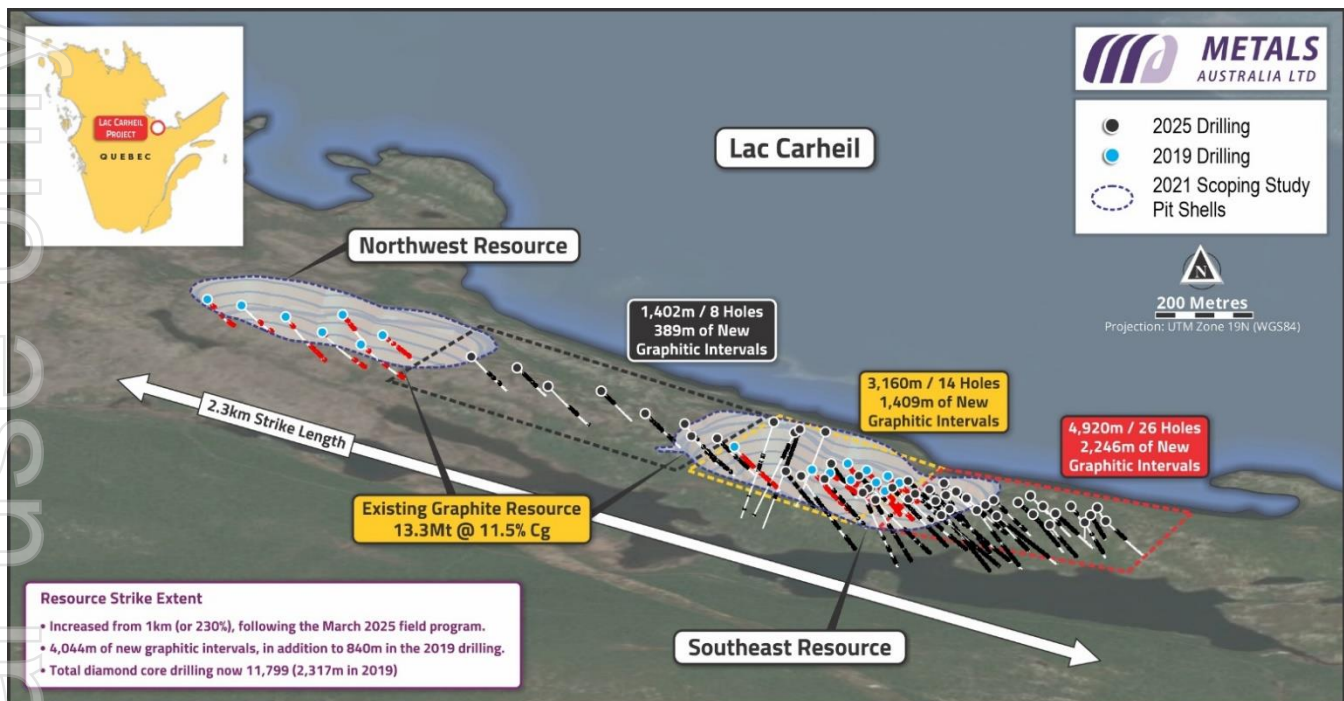 METALS
AUSTRALIA LTD
LAC CARHEIL
PROJECT
QUEBEC
2025 Drilling
2019 Drilling
2021 Scoping Study
Pit Shells
Lac Carheil
N
200 Metres
Projection: UTM Zone 19N (WGS84)
Northwest Resource
1,402m / 8 Holes
389m of New
Graphitic Intervals
3,160m / 14 Holes
1,409m of New
Graphitic Intervals
4,920m / 26 Holes
2,246m of New
Graphitic Intervals
2.3km Strike Length
Existing Graphite Resource
13.3Mt @ 11.5% Cg
Southeast Resource
Resource Strike Extent
• Increased from 1km (or 230%), following the March 2025 field program.
• 4,044m of new graphitic intervals, in addition to 840m in the 2019 drilling.
• Total diamond core drilling now 11,799 (2,317m in 2019)